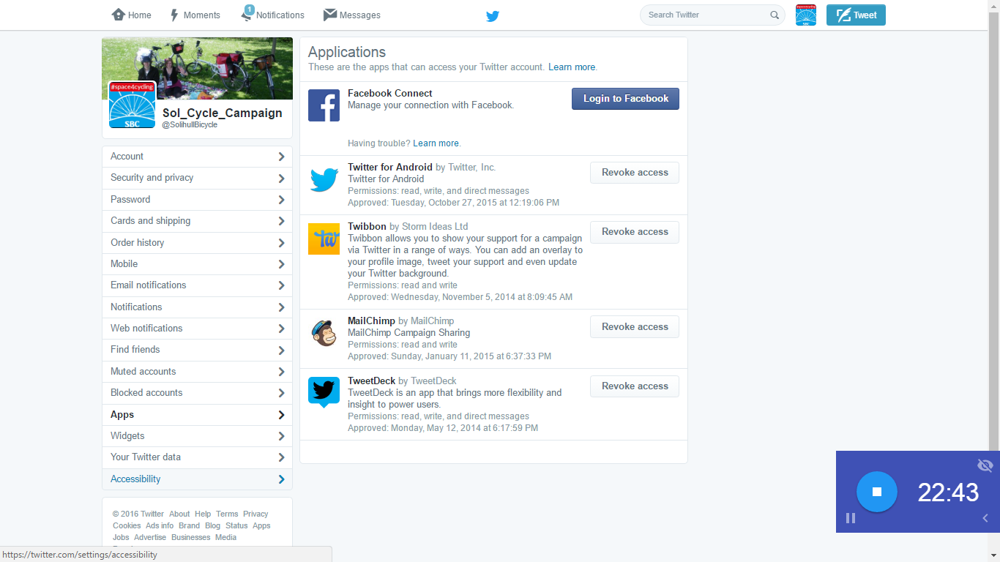 Home
Moments
1
Notifications
Messages
Search Twitter
#space4cycling
SBC
Tweet
#space4cycling
SBC
Sol_Cycle_Campaign
@SolihullBicycle
Account
Security and privacy
Password
Cards and shipping
Order history
Mobile
Email notifications
Notifications
Web notifications
Find friends
Muted accounts
Blocked accounts
Apps
Widgets
Your Twitter data
Accessibility
© 2016 Twitter About Help Terms Privacy
Cookies Ads info Brand Blog Status Apps
Jobs Advertise Businesses Media
Applications
These are the apps that can access your Twitter account. Learn more.
Facebook Connect
Manage your connection with Facebook.
Login to Facebook
Having trouble? Learn more.
Twitter for Android by Twitter, Inc.
Twitter for Android
Permissions: read, write, and direct messages
Approved: Tuesday, October 27, 2015 at 12:19:06 PM
Revoke access
tw
Twibbon by Storm Ideas Ltd
Twibbon allows you to show your support for a campaign
via Twitter in a range of ways. You can add an overlay to
your profile image, tweet your support and even update
your Twitter background.
Permissions: read and write
Approved: Wednesday, November 5, 2014 at 8:09:45 AM
Revoke access
MailChimp by MailChimp
MailChimp Campaign Sharing
Permissions: read and write
Approved: Sunday, January 11, 2015 at 6:37:33 PM
Revoke access
TweetDeck by TweetDeck
TweetDeck is an app that brings more flexibility and
insight to power users.
Permissions: read, write, and direct messages
Approved: Monday, May 12, 2014 at 6:17:59 PM
Revoke access
22:43
https://twitter.com/settings/accessibility